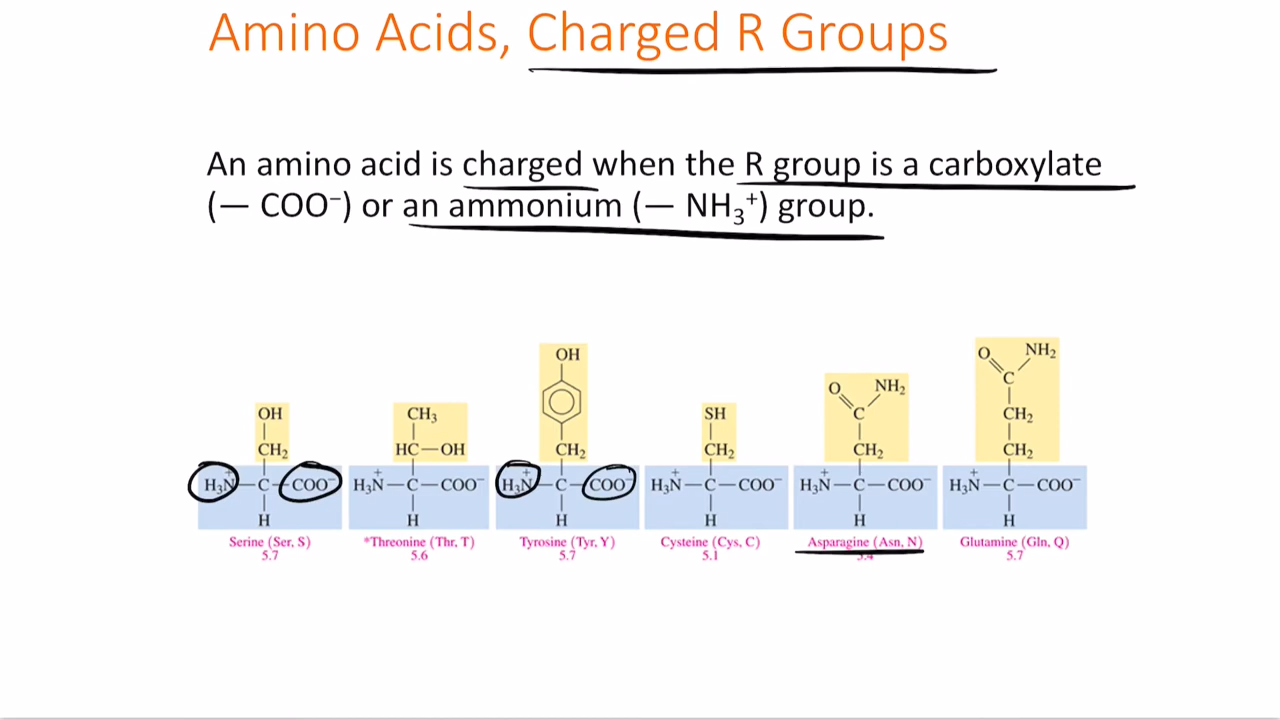 Amino Acids, Charged R Groups
An amino acid is charged when the R group is a carboxylate
(— COO⁻) or an ammonium (— NH₃⁺) group.
OH
CH₂
H₃N⁺—C—COO⁻
H
Serine (Ser, S)
5.7
CH₃
HC—OH
H₃N⁺—C—COO⁻
H
*Threonine (Thr, T)
5.6
OH
CH₂
H₃N⁺—C—COO⁻
H
Tyrosine (Tyr, Y)
5.7
SH
CH₂
H₃N⁺—C—COO⁻
H
Cysteine (Cys, C)
5.1
O NH₂
C
CH₂
H₃N⁺—C—COO⁻
H
Asparagine (Asn, N)
5.4
O NH₂
C
CH₂
CH₂
H₃N⁺—C—COO⁻
H
Glutamine (Gln, Q)
5.7